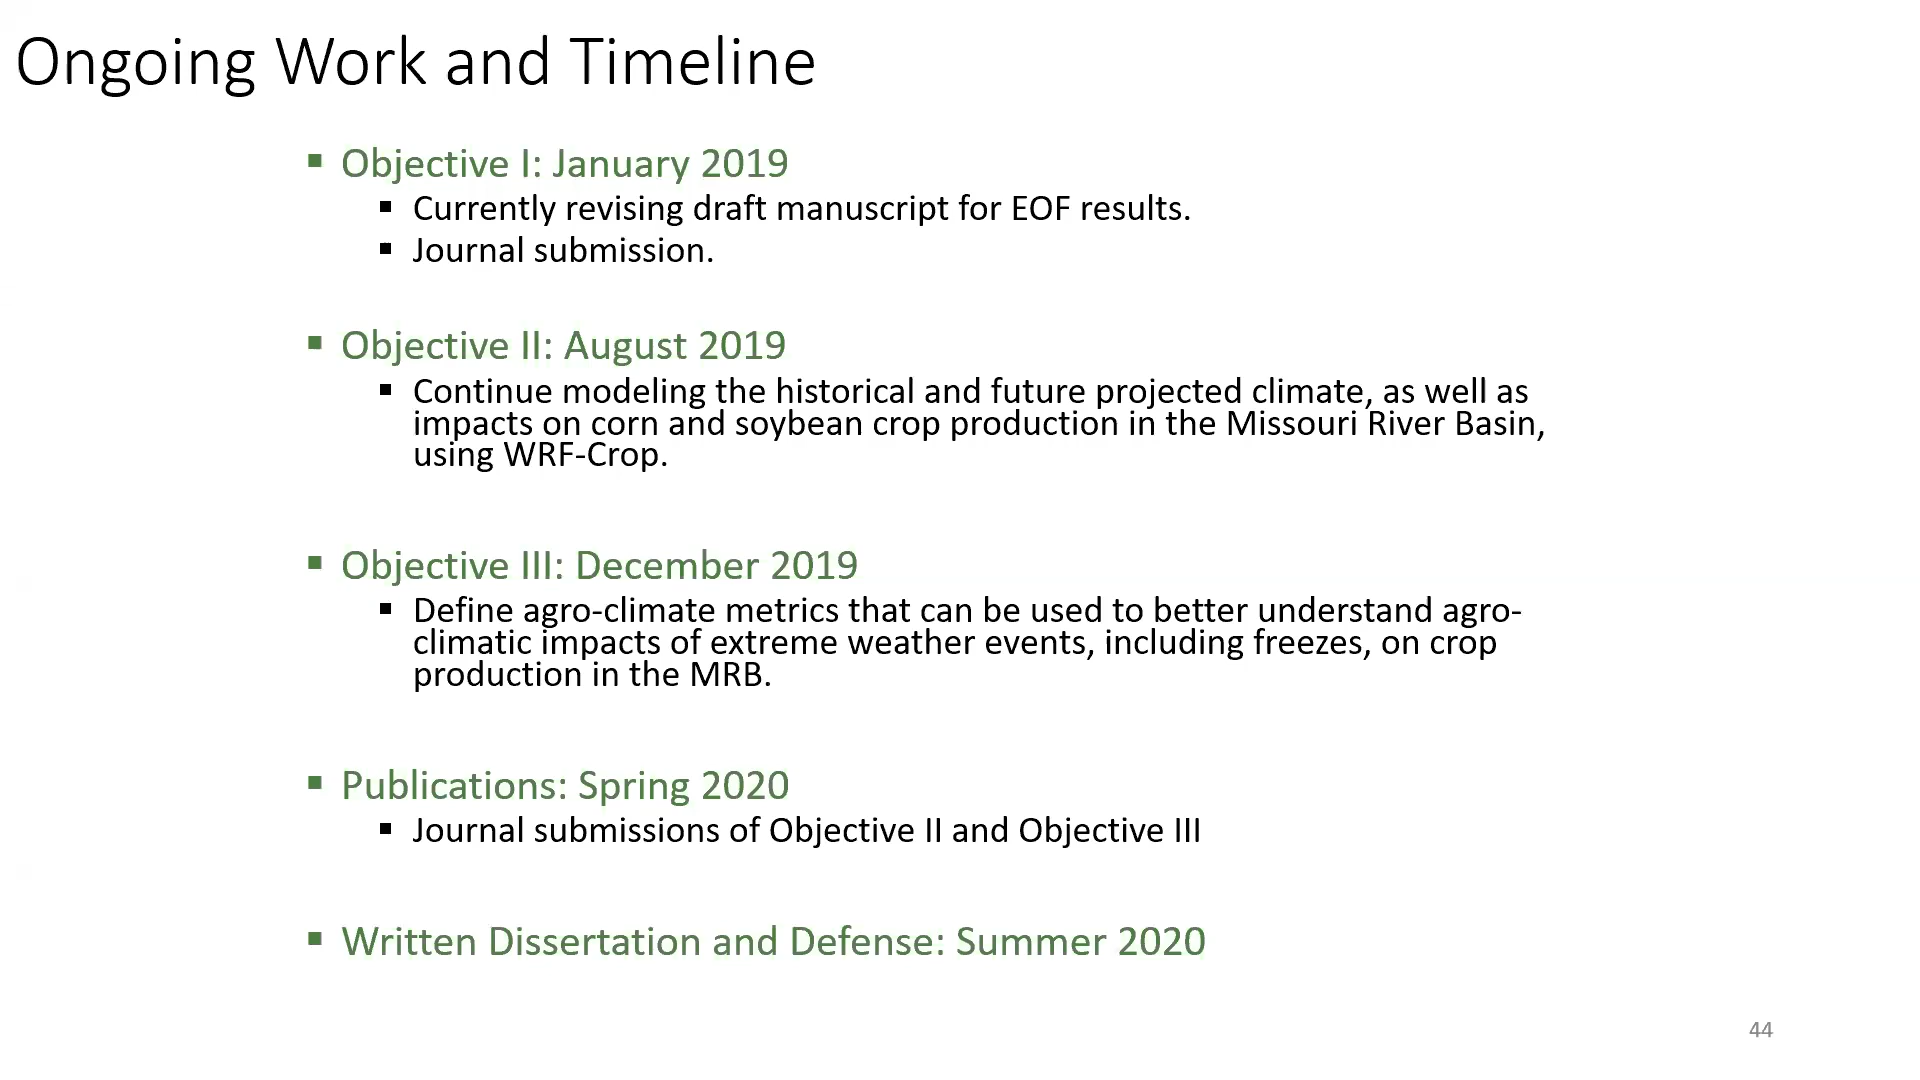 Ongoing Work and Timeline
▪ Objective I: January 2019
▪ Currently revising draft manuscript for EOF results.
▪ Journal submission.
▪ Objective II: August 2019
▪ Continue modeling the historical and future projected climate, as well as
impacts on corn and soybean crop production in the Missouri River Basin,
using WRF-Crop.
▪ Objective III: December 2019
▪ Define agro-climate metrics that can be used to better understand agro-
climatic impacts of extreme weather events, including freezes, on crop
production in the MRB.
▪ Publications: Spring 2020
▪ Journal submissions of Objective II and Objective III
▪ Written Dissertation and Defense: Summer 2020
44